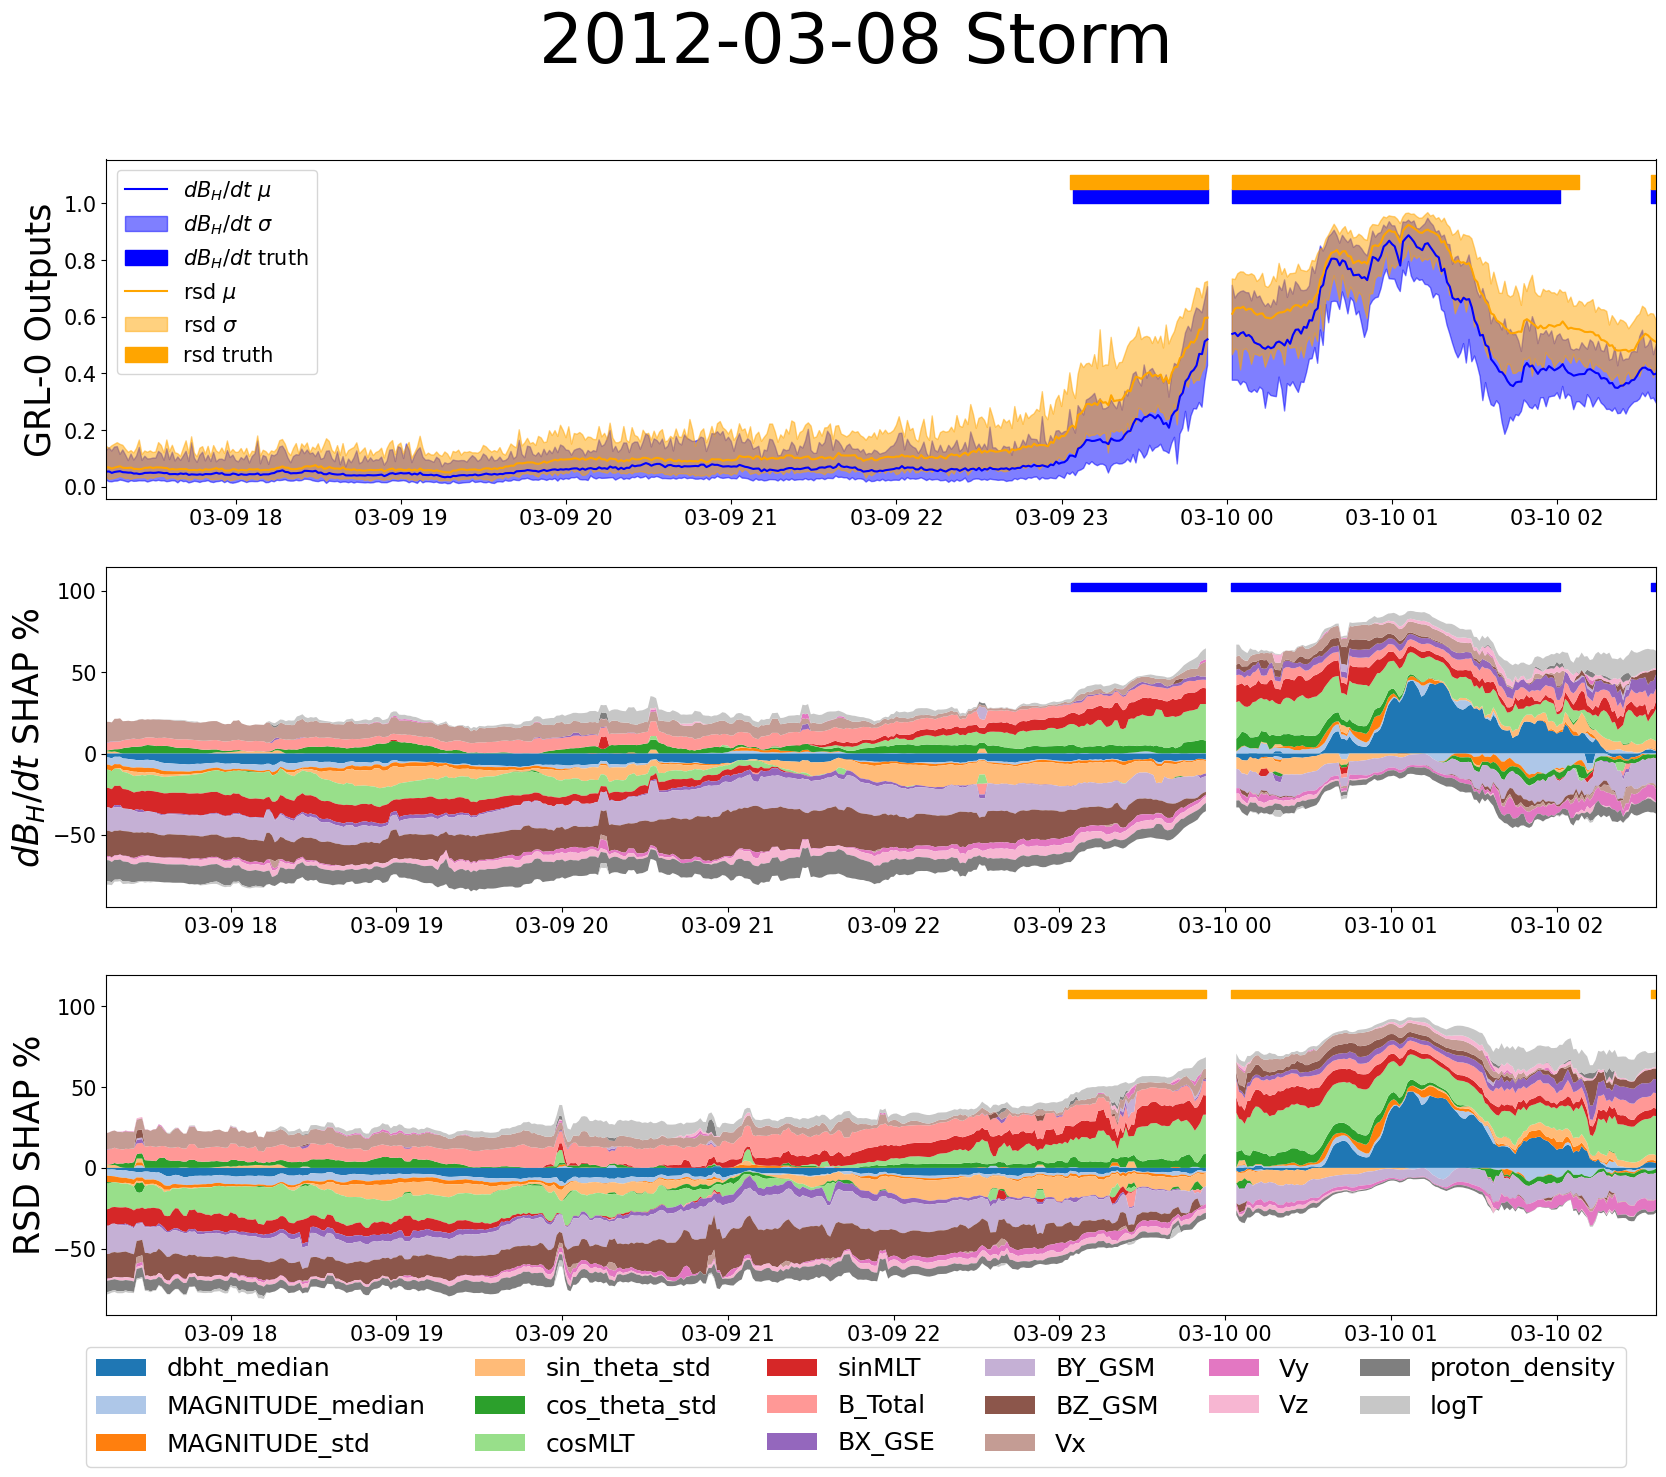 2012-03-08 Storm
GRL-0 Outputs
1.0
0.8
0.6
0.4
0.2
0.0
dB_H/dt μ
dB_H/dt σ
dB_H/dt truth
rsd μ
rsd σ
rsd truth
03-09 18 03-09 19 03-09 20 03-09 21 03-09 22 03-09 23 03-10 00 03-10 01 03-10 02
dB_H/dt SHAP %
100
50
0
−50
03-09 18 03-09 19 03-09 20 03-09 21 03-09 22 03-09 23 03-10 00 03-10 01 03-10 02
RSD SHAP %
100
50
0
−50
03-09 18 03-09 19 03-09 20 03-09 21 03-09 22 03-09 23 03-10 00 03-10 01 03-10 02
dbht_median sin_theta_std sinMLT BY_GSM Vy proton_density
MAGNITUDE_median cos_theta_std B_Total BZ_GSM Vz logT
MAGNITUDE_std cosMLT BX_GSE Vx